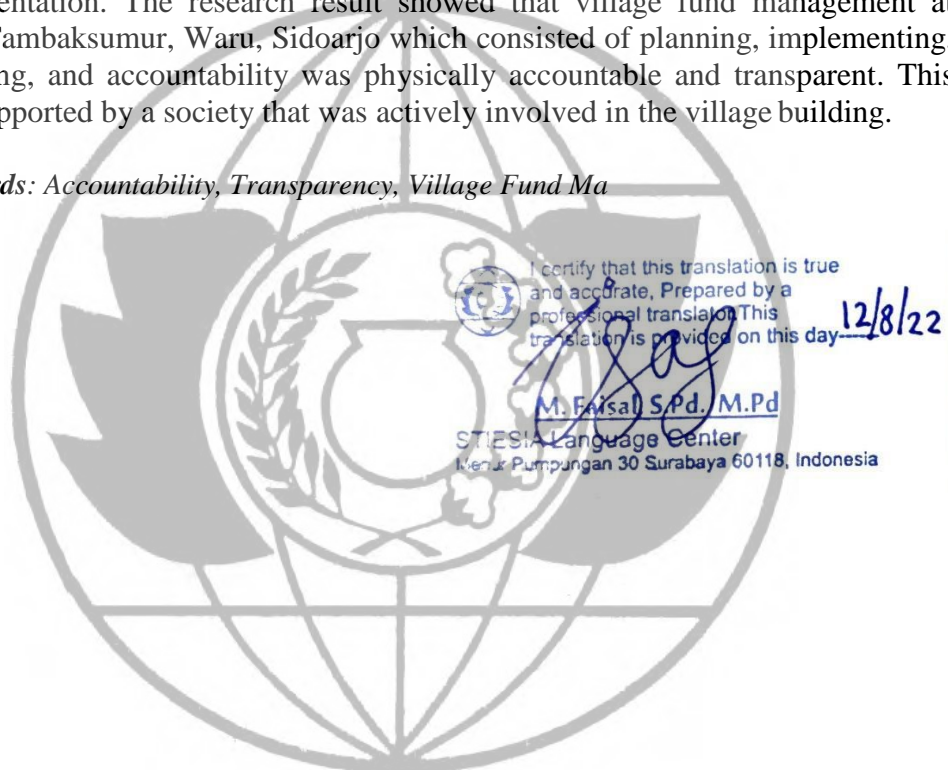 entation. The research result showed that village fund management at
Tambaksumur, Waru, Sidoarjo which consisted of planning, implementing,
ng, and accountability was physically accountable and transparent. This
pported by a society that was actively involved in the village building.
rds: Accountability, Transparency, Village Fund Ma
I certify that this translation is true
and accurate, Prepared by a
professional translator. This
translation is provided on this day 12/8/22
M. Faisal, S.Pd., M.Pd
STIESIA Language Center
Menur Pumpungan 30 Surabaya 60118, Indonesia